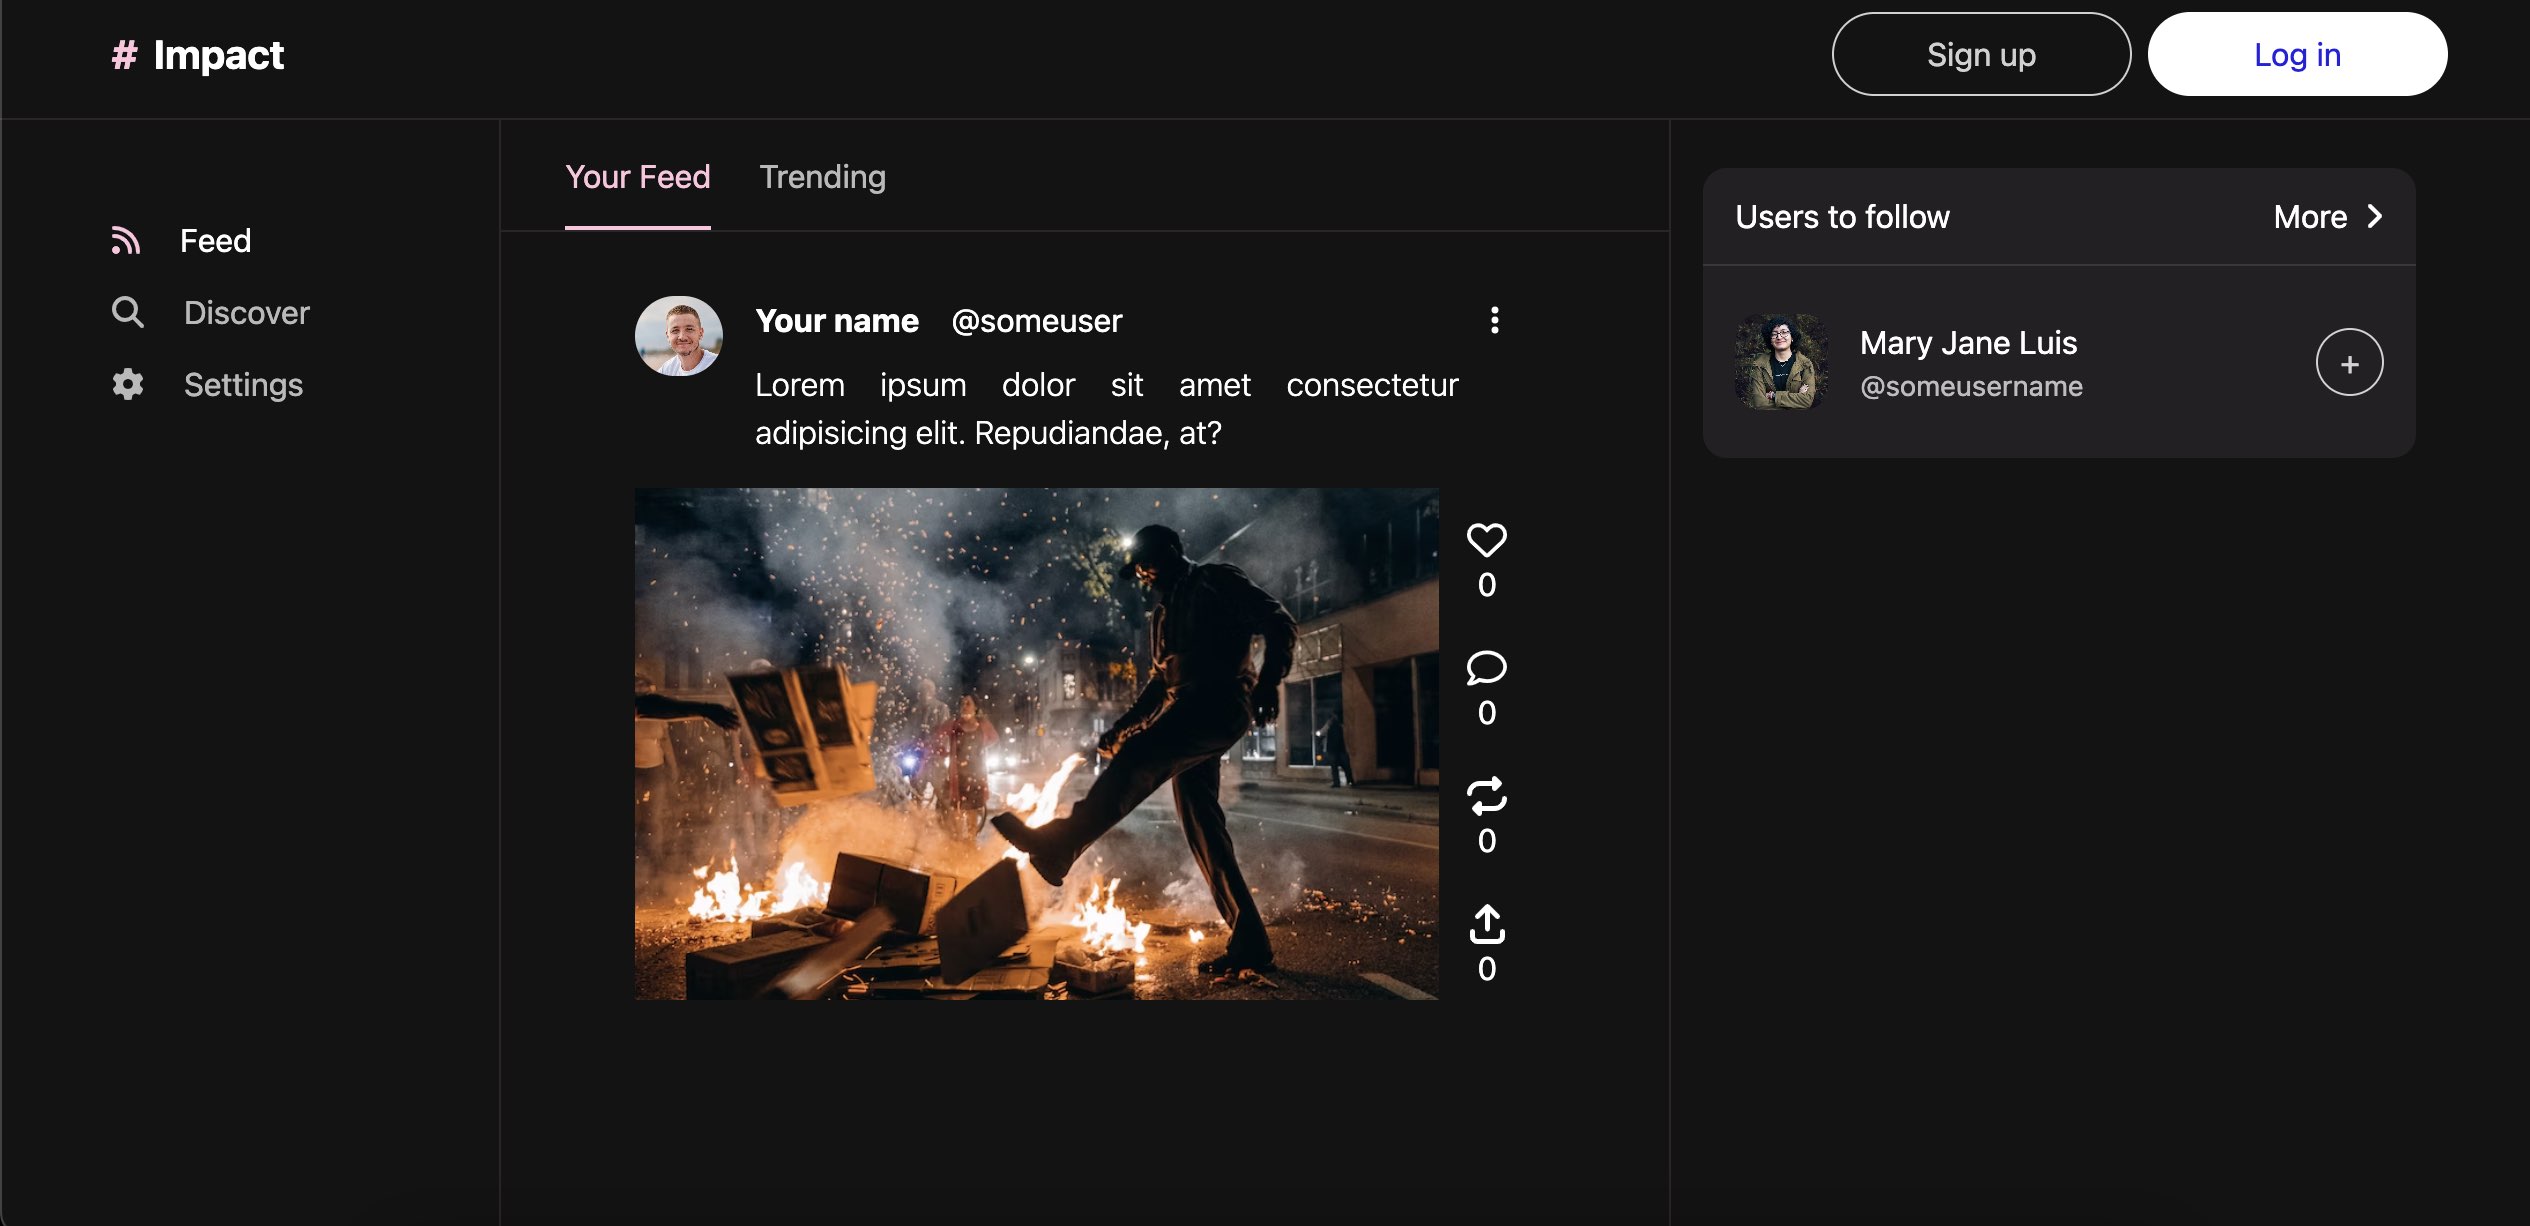 # Impact
Sign up
Log in
Feed
Discover
Settings
Your Feed
Trending
Your name @someuser
Lorem ipsum dolor sit amet consectetur
adipisicing elit. Repudiandae, at?
0
0
0
0
Users to follow
More
Mary Jane Luis
@someusername
+